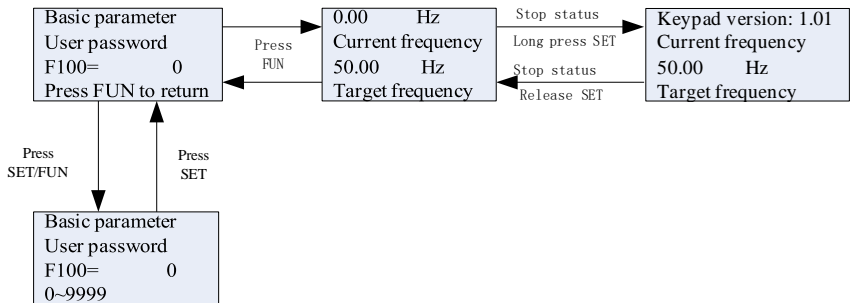 Basic parameter
User password
F100= 0
Press FUN to return
Press
FUN
0.00 Hz
Current frequency
50.00 Hz
Target frequency
Stop status
Long press SET
Stop status
Release SET
Keypad version: 1.01
Current frequency
50.00 Hz
Target frequency
Press
SET/FUN
Press
SET
Basic parameter
User password
F100= 0
0~9999